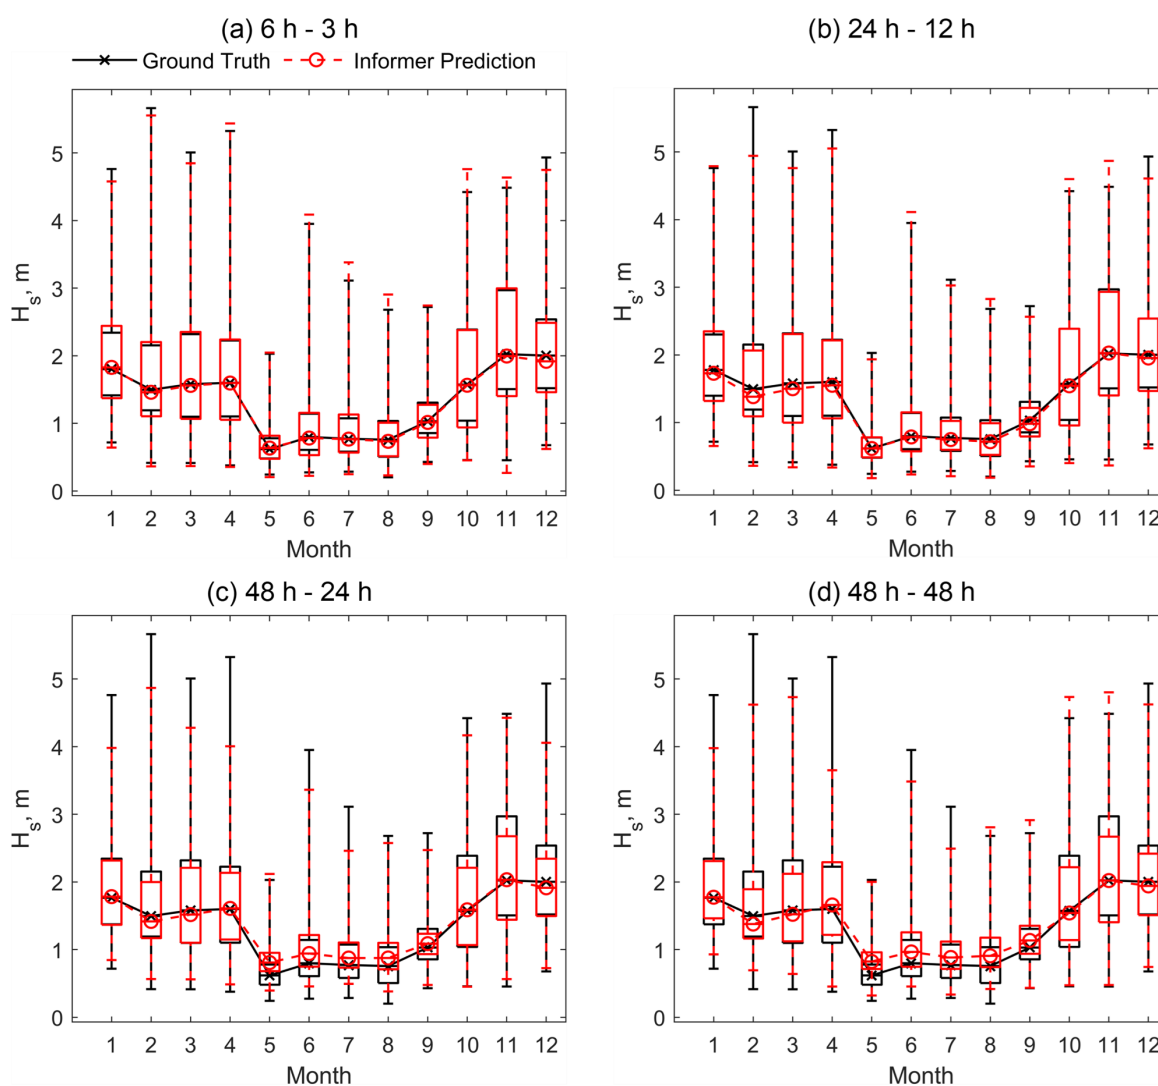 (a) 6 h - 3 h
(b) 24 h - 12 h
Ground Truth
Informer Prediction
5
4
3
2
1
0
Hs, m
1 2 3 4 5 6 7 8 9 10 11 12
Month
5
4
3
2
1
0
Hs, m
1 2 3 4 5 6 7 8 9 10 11 12
Month
(c) 48 h - 24 h
(d) 48 h - 48 h
5
4
3
2
1
0
Hs, m
1 2 3 4 5 6 7 8 9 10 11 12
Month
5
4
3
2
1
0
Hs, m
1 2 3 4 5 6 7 8 9 10 11 12
Month